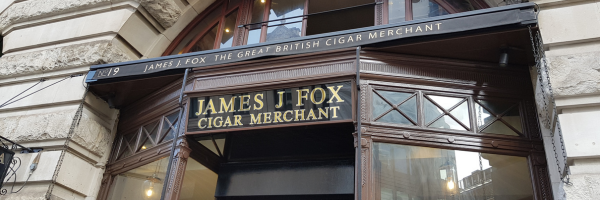 No 19 JAMES J. FOX THE GREAT BRITISH CIGAR MERCHANT
JAMES J FOX
CIGAR MERCHANT